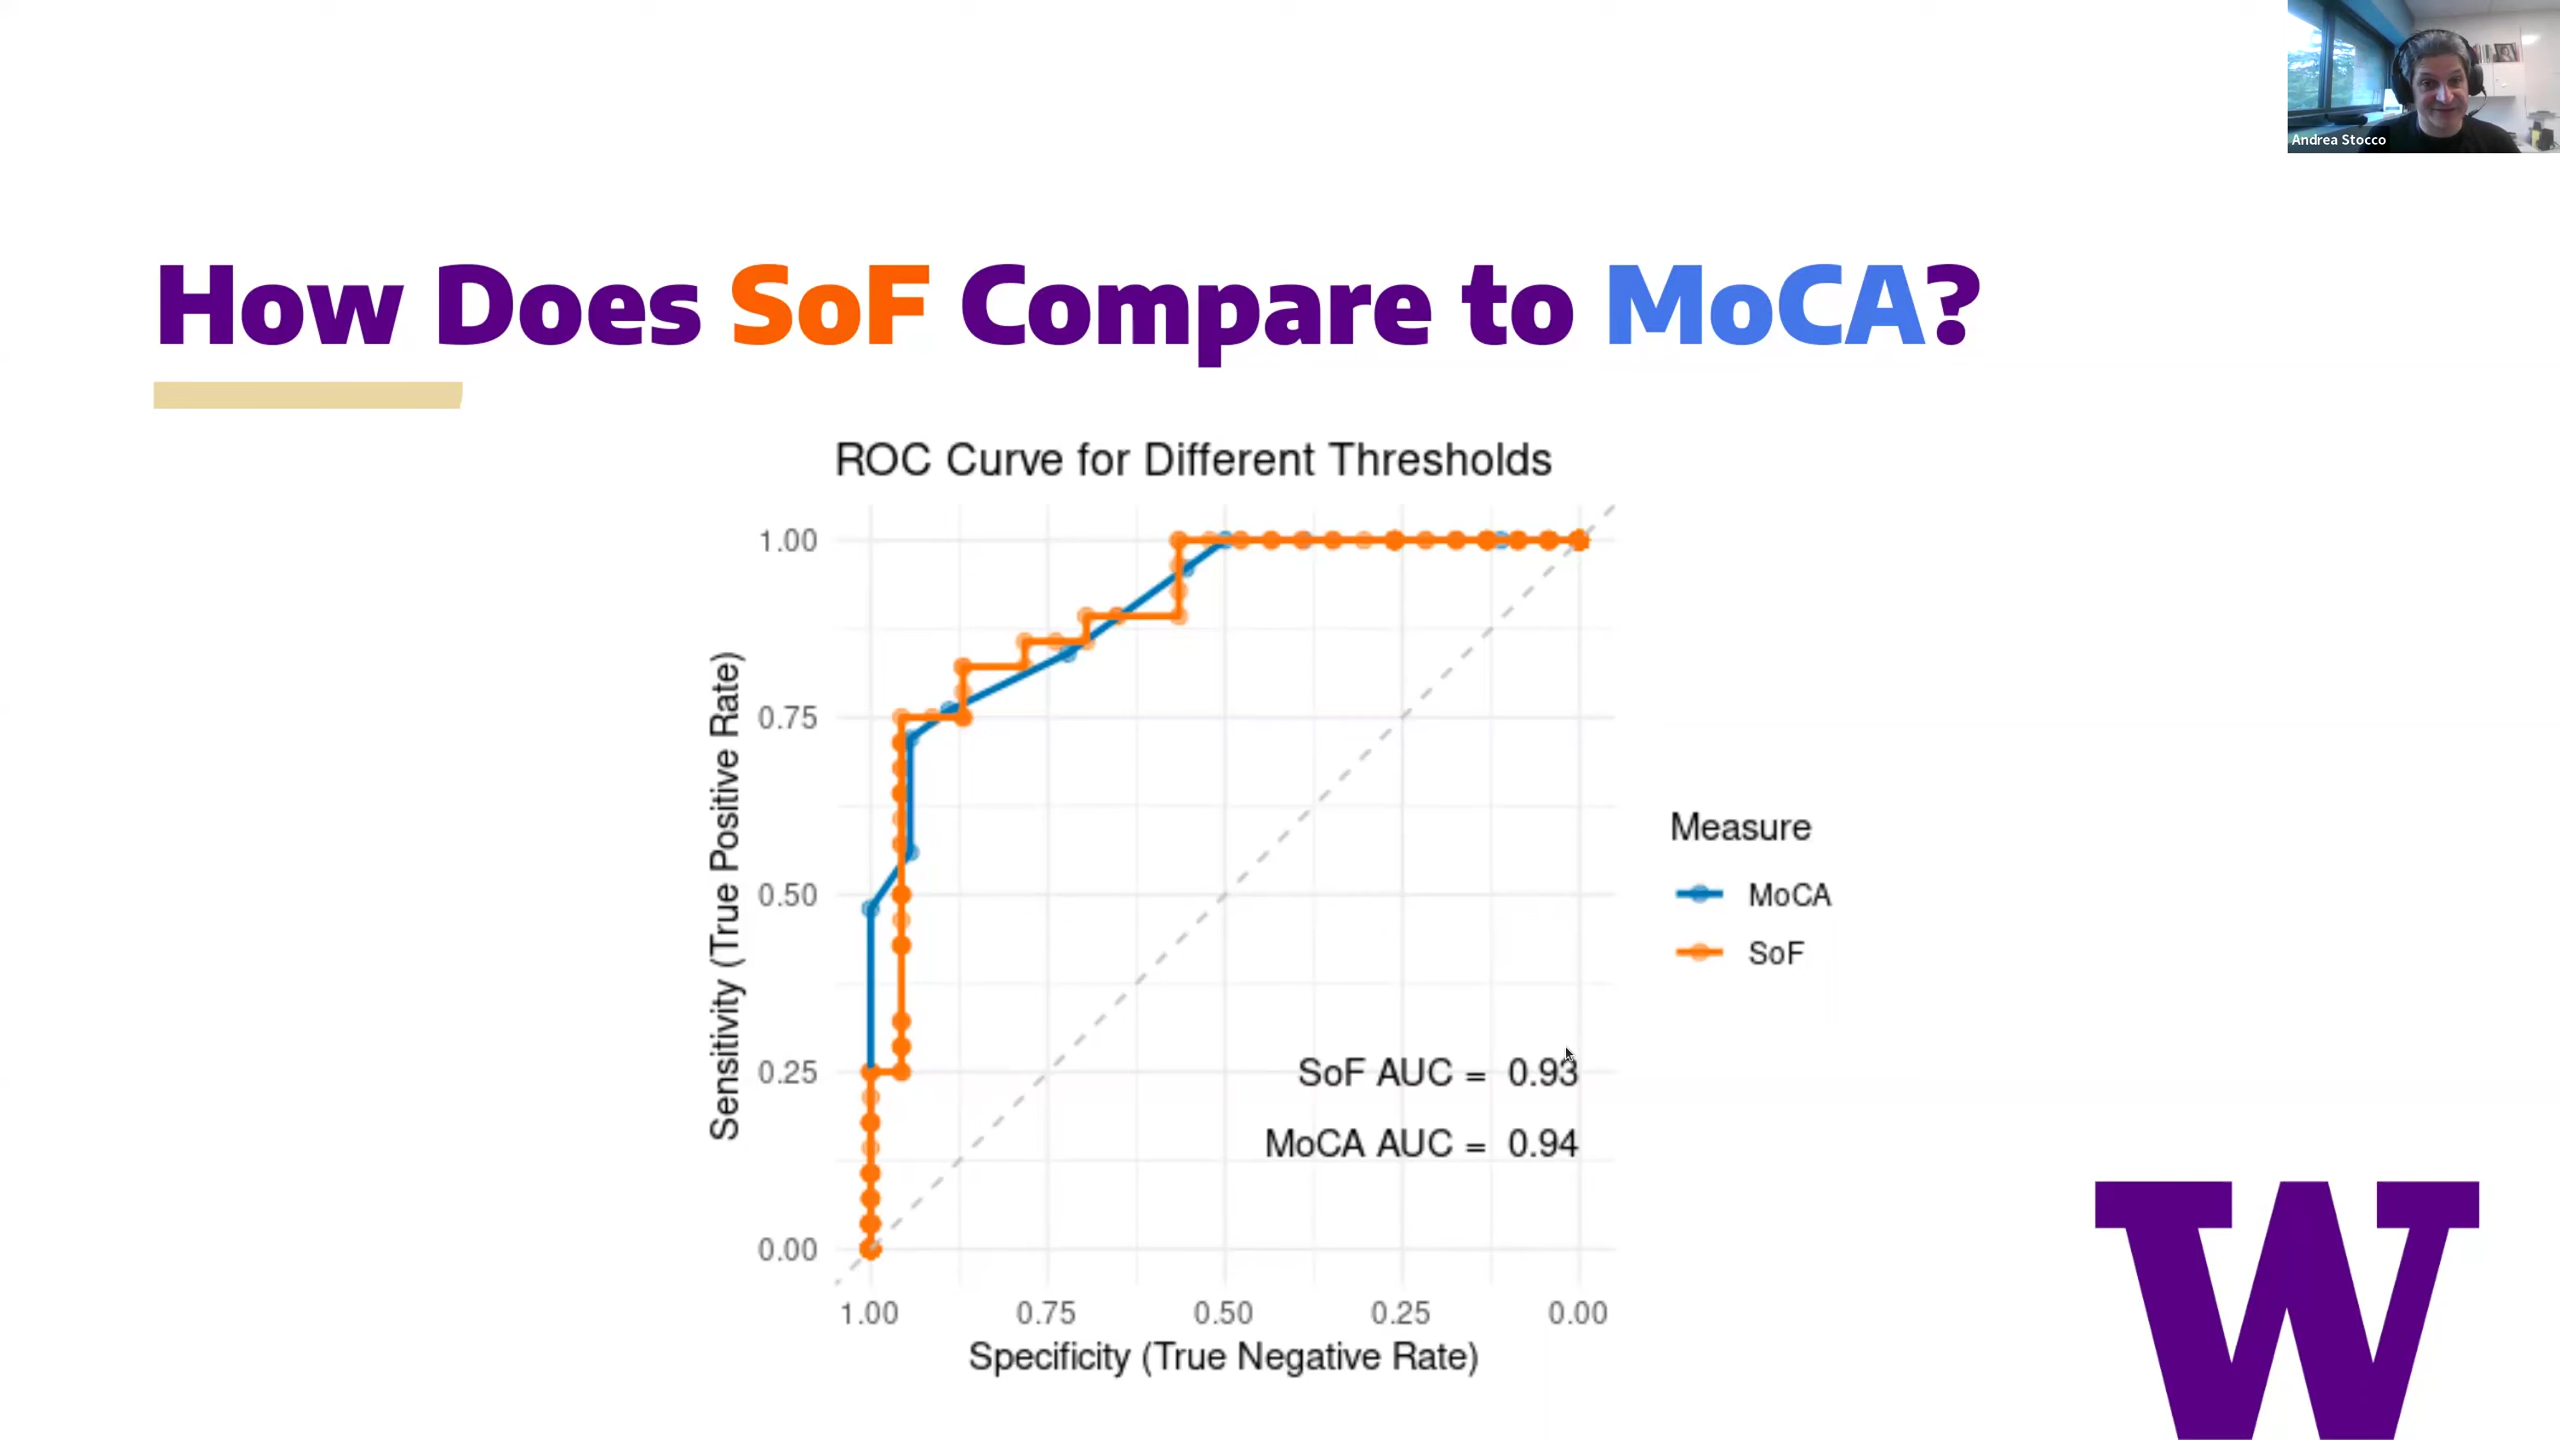 Andrea Stocco
How Does SoF Compare to MoCA?
ROC Curve for Different Thresholds
Sensitivity (True Positive Rate)
1.00
0.75
0.50
0.25
0.00
1.00 0.75 0.50 0.25 0.00
Specificity (True Negative Rate)
SoF AUC = 0.93
MoCA AUC = 0.94
Measure
MoCA
SoF
W